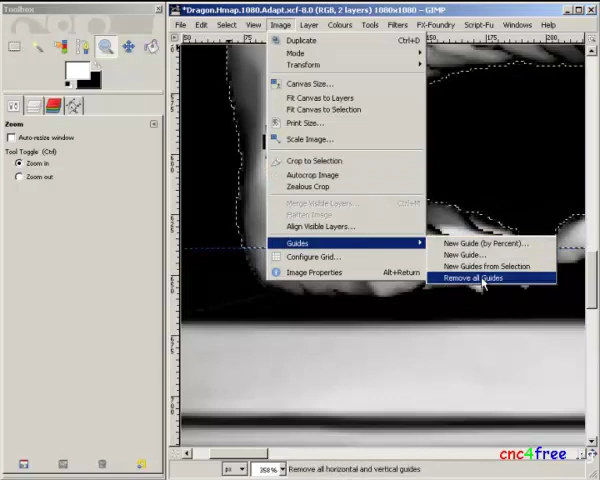 Toolbox
*Dragon.Hmap.1080.Adapt.xcf-8.0 (RGB, 2 layers) 1080x1080 – GIMP
File Edit Select View Image Layer Colours Tools Filters FX-Foundry Script-Fu Windows Help
Duplicate Ctrl+D
Mode
Transform
Canvas Size...
Fit Canvas to Layers
Fit Canvas to Selection
Print Size...
Scale Image...
Crop to Selection
Autocrop Image
Zealous Crop
Merge Visible Layers... Ctrl+M
Flatten Image
Align Visible Layers...
Guides
Configure Grid...
Image Properties Alt+Return
New Guide (by Percent)...
New Guide...
New Guides from Selection
Remove all Guides
Zoom
Auto-resize window
Tool Toggle (Ctrl)
Zoom in
Zoom out
cnc4free
px 358% Remove all horizontal and vertical guides